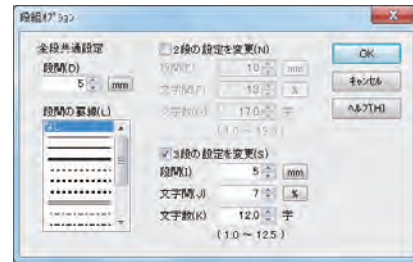 段組オプション
全段共通設定
段間(D)
5 mm
段間の罫線(L)
なし
2段の設定を変更(N)
段間(E) 10 mm
文字間(F) 13 %
文字数(G) 17.0 字
(1.0～19.5)
3段の設定を変更(S)
段間(I) 5 mm
文字間(J) 7 %
文字数(K) 12.0 字
(1.0～12.5)
OK
キャンセル
ヘルプ(H)